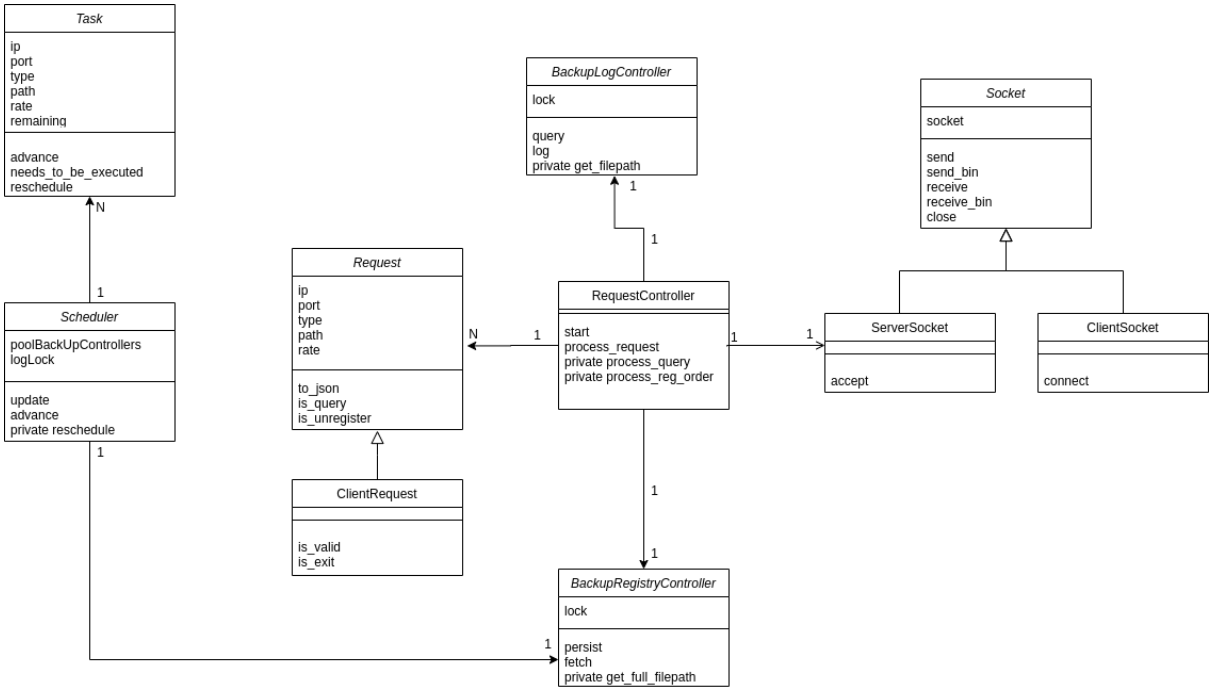 Task
ip
port
type
path
rate
remaining
advance
needs_to_be_executed
reschedule
N
1
Scheduler
poolBackUpControllers
logLock
update
advance
private reschedule
1
1
BackupLogController
lock
query
log
private get_filepath
1
1
Request
ip
port
type
path
rate
to_json
is_query
is_unregister
N
1
ClientRequest
is_valid
is_exit
RequestController
start
process_request
private process_query
private process_reg_order
1
1
1
1
BackupRegistryController
lock
persist
fetch
private get_full_filepath
Socket
socket
send
send_bin
receive
receive_bin
close
ServerSocket
accept
ClientSocket
connect